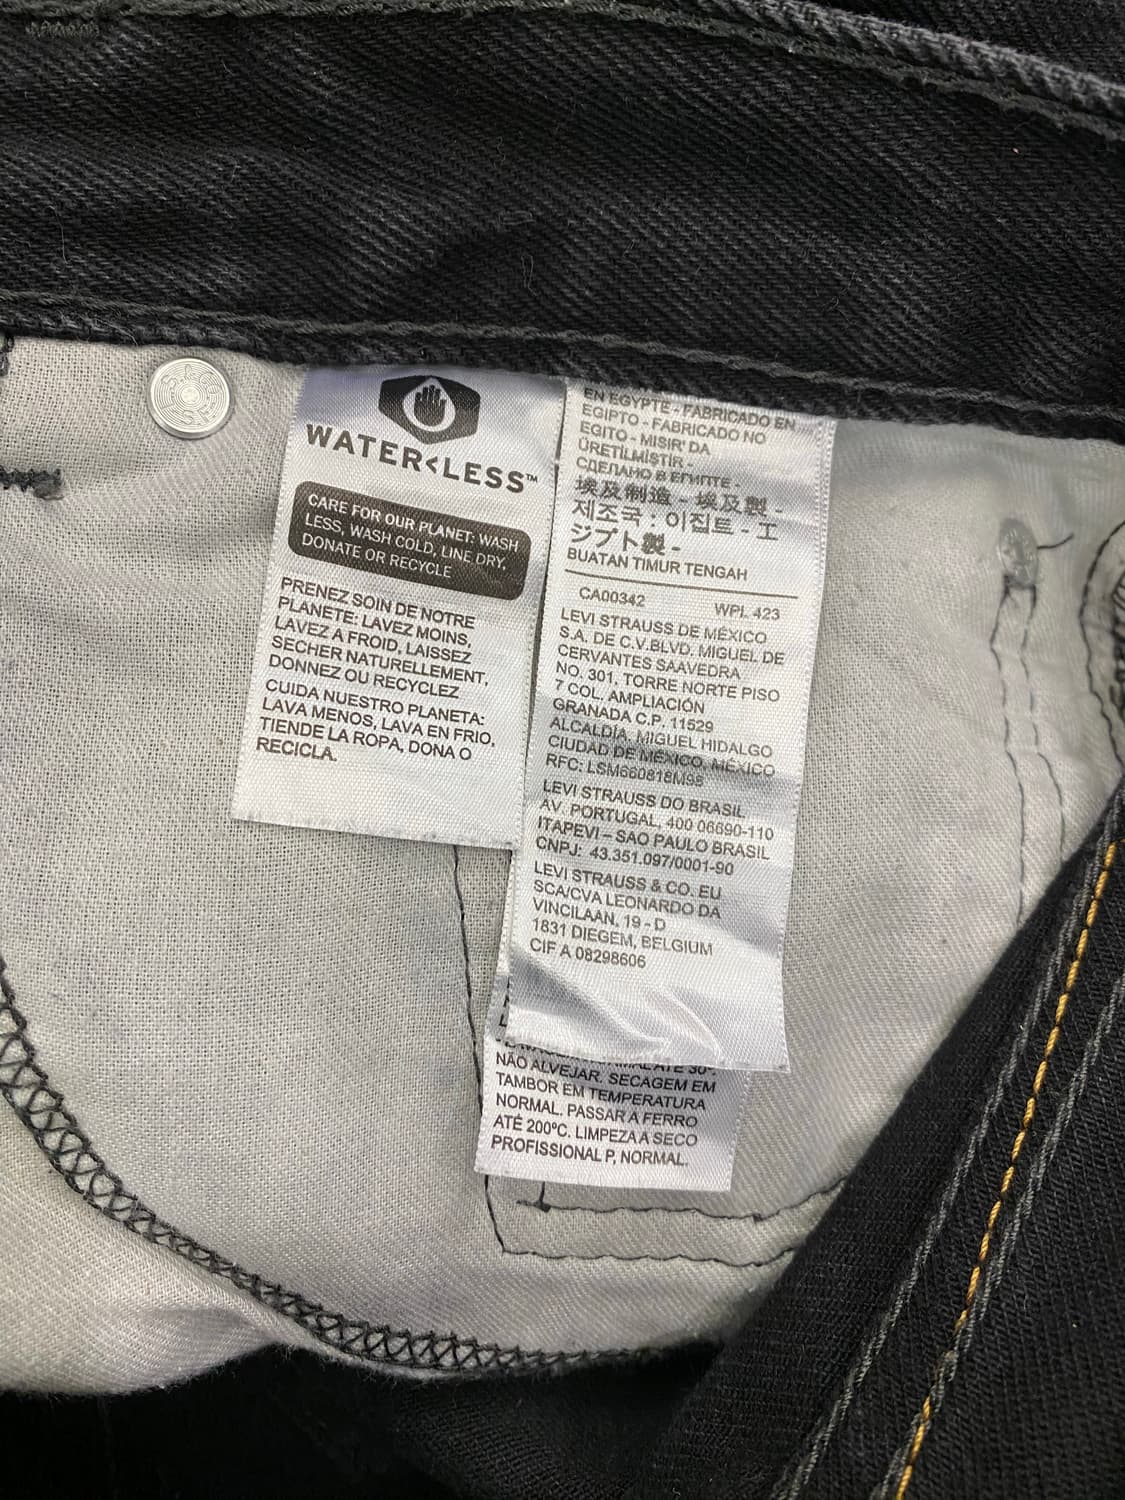 WATER<LESS™
CARE FOR OUR PLANET: WASH
LESS, WASH COLD, LINE DRY,
DONATE OR RECYCLE
PRENEZ SOIN DE NOTRE
PLANETE: LAVEZ MOINS,
LAVEZ A FROID, LAISSEZ
SECHER NATURELLEMENT,
DONNEZ OU RECYCLEZ
CUIDA NUESTRO PLANETA:
LAVA MENOS, LAVA EN FRIO,
TIENDE LA ROPA, DONA O
RECICLA.
EN EGYPTE - FABRICADO EN
EGIPTO - FABRICADO NO
EGITO - MISIR' DA
ÜRETİLMİŞTİR -
СДЕЛАНО В ЕГИПТЕ -
埃及制造 - 埃及製 -
제조국 : 이집트 - エ
ジプト製 -
BUATAN TIMUR TENGAH
CA00342 WPL 423
LEVI STRAUSS DE MÉXICO
S.A. DE C.V.BLVD. MIGUEL DE
CERVANTES SAAVEDRA
NO. 301, TORRE NORTE PISO
7 COL. AMPLIACIÓN
GRANADA C.P. 11529
ALCALDÍA. MIGUEL HIDALGO
CIUDAD DE MÉXICO, MÉXICO
RFC: LSM660818M98
LEVI STRAUSS DO BRASIL
AV. PORTUGAL, 400 06690-110
ITAPEVI – SAO PAULO BRASIL
CNPJ: 43.351.097/0001-90
LEVI STRAUSS & CO. EU
SCA/CVA LEONARDO DA
VINCILAAN, 19 - D
1831 DIEGEM, BELGIUM
CIF A 08298606
ATÉ 30º.
NÃO ALVEJAR. SECAGEM EM
TAMBOR EM TEMPERATURA
NORMAL. PASSAR A FERRO
ATÉ 200ºC. LIMPEZA A SECO
PROFISSIONAL P, NORMAL.